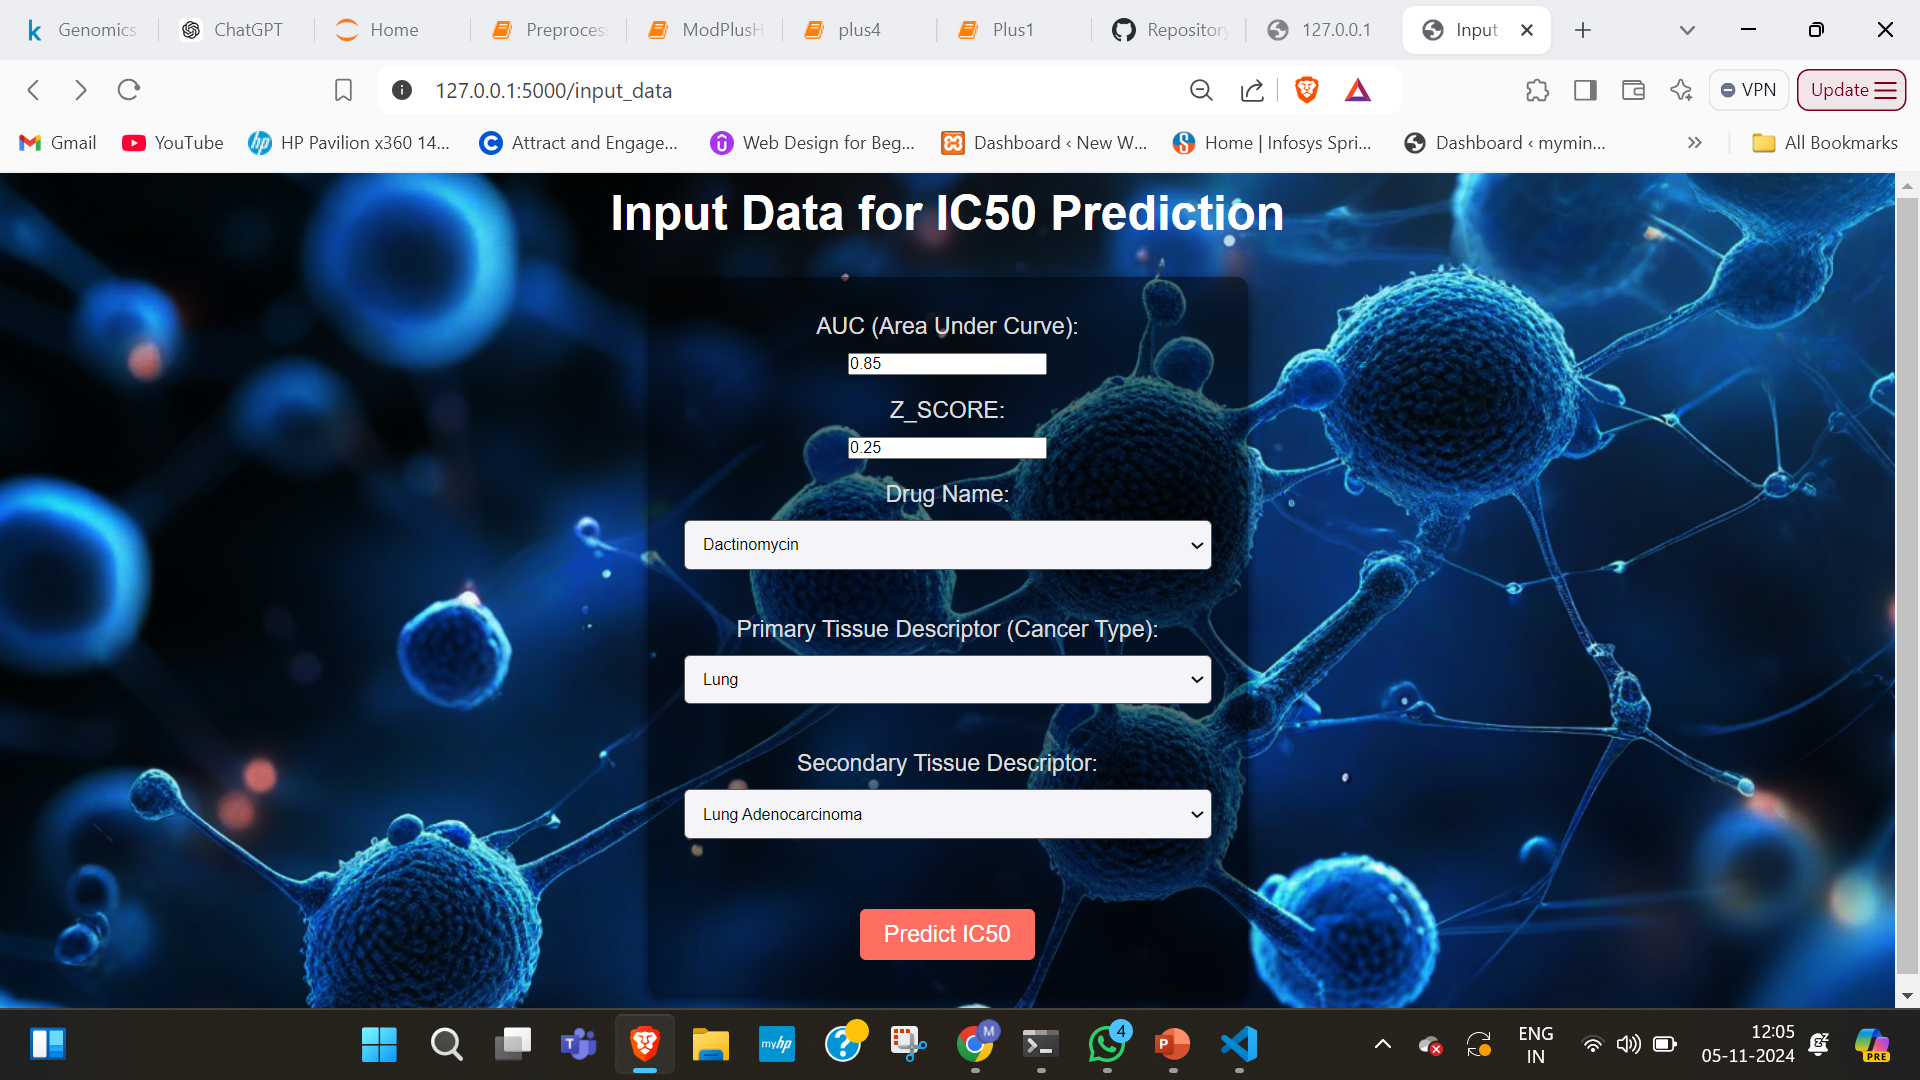 Genomics
ChatGPT
Home
Preprocess
ModPlusH
plus4
Plus1
Repository
127.0.0.1
Input
127.0.0.1:5000/input_data
VPN
Update
Gmail
YouTube
HP Pavilion x360 14...
Attract and Engage...
Web Design for Beg...
Dashboard ‹ New W...
Home | Infosys Spri...
Dashboard ‹ mymin...
All Bookmarks
Input Data for IC50 Prediction
AUC (Area Under Curve):
0.85
Z_SCORE:
0.25
Drug Name:
Dactinomycin
Primary Tissue Descriptor (Cancer Type):
Lung
Secondary Tissue Descriptor:
Lung Adenocarcinoma
Predict IC50
myhp
M
4
ENG
IN
12:05
05-11-2024
PRE